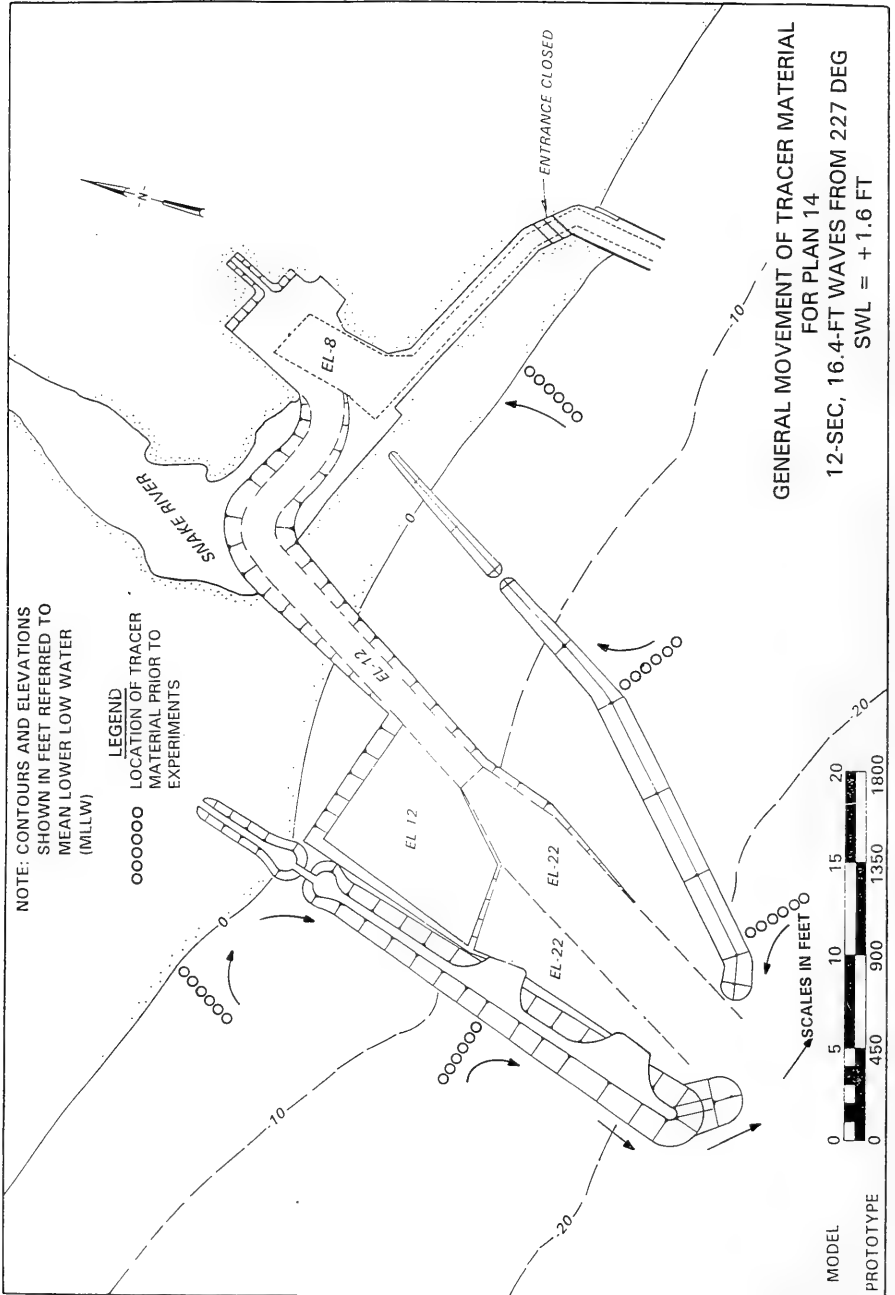 NOTE: CONTOURS AND ELEVATIONS
SHOWN IN FEET REFERRED TO
MEAN LOWER LOW WATER
(MLLW)
LEGEND
LOCATION OF TRACER
MATERIAL PRIOR TO
EXPERIMENTS
-N-
SNAKE RIVER
EL-8
ENTRANCE CLOSED
0
0
EL-12
EL 12
EL-22
EL-22
-10
-10
-20
-20
GENERAL MOVEMENT OF TRACER MATERIAL
FOR PLAN 14
12-SEC, 16.4-FT WAVES FROM 227 DEG
SWL = +1.6 FT
SCALES IN FEET
MODEL 0 5 10 15 20
PROTOTYPE 0 450 900 1350 1800